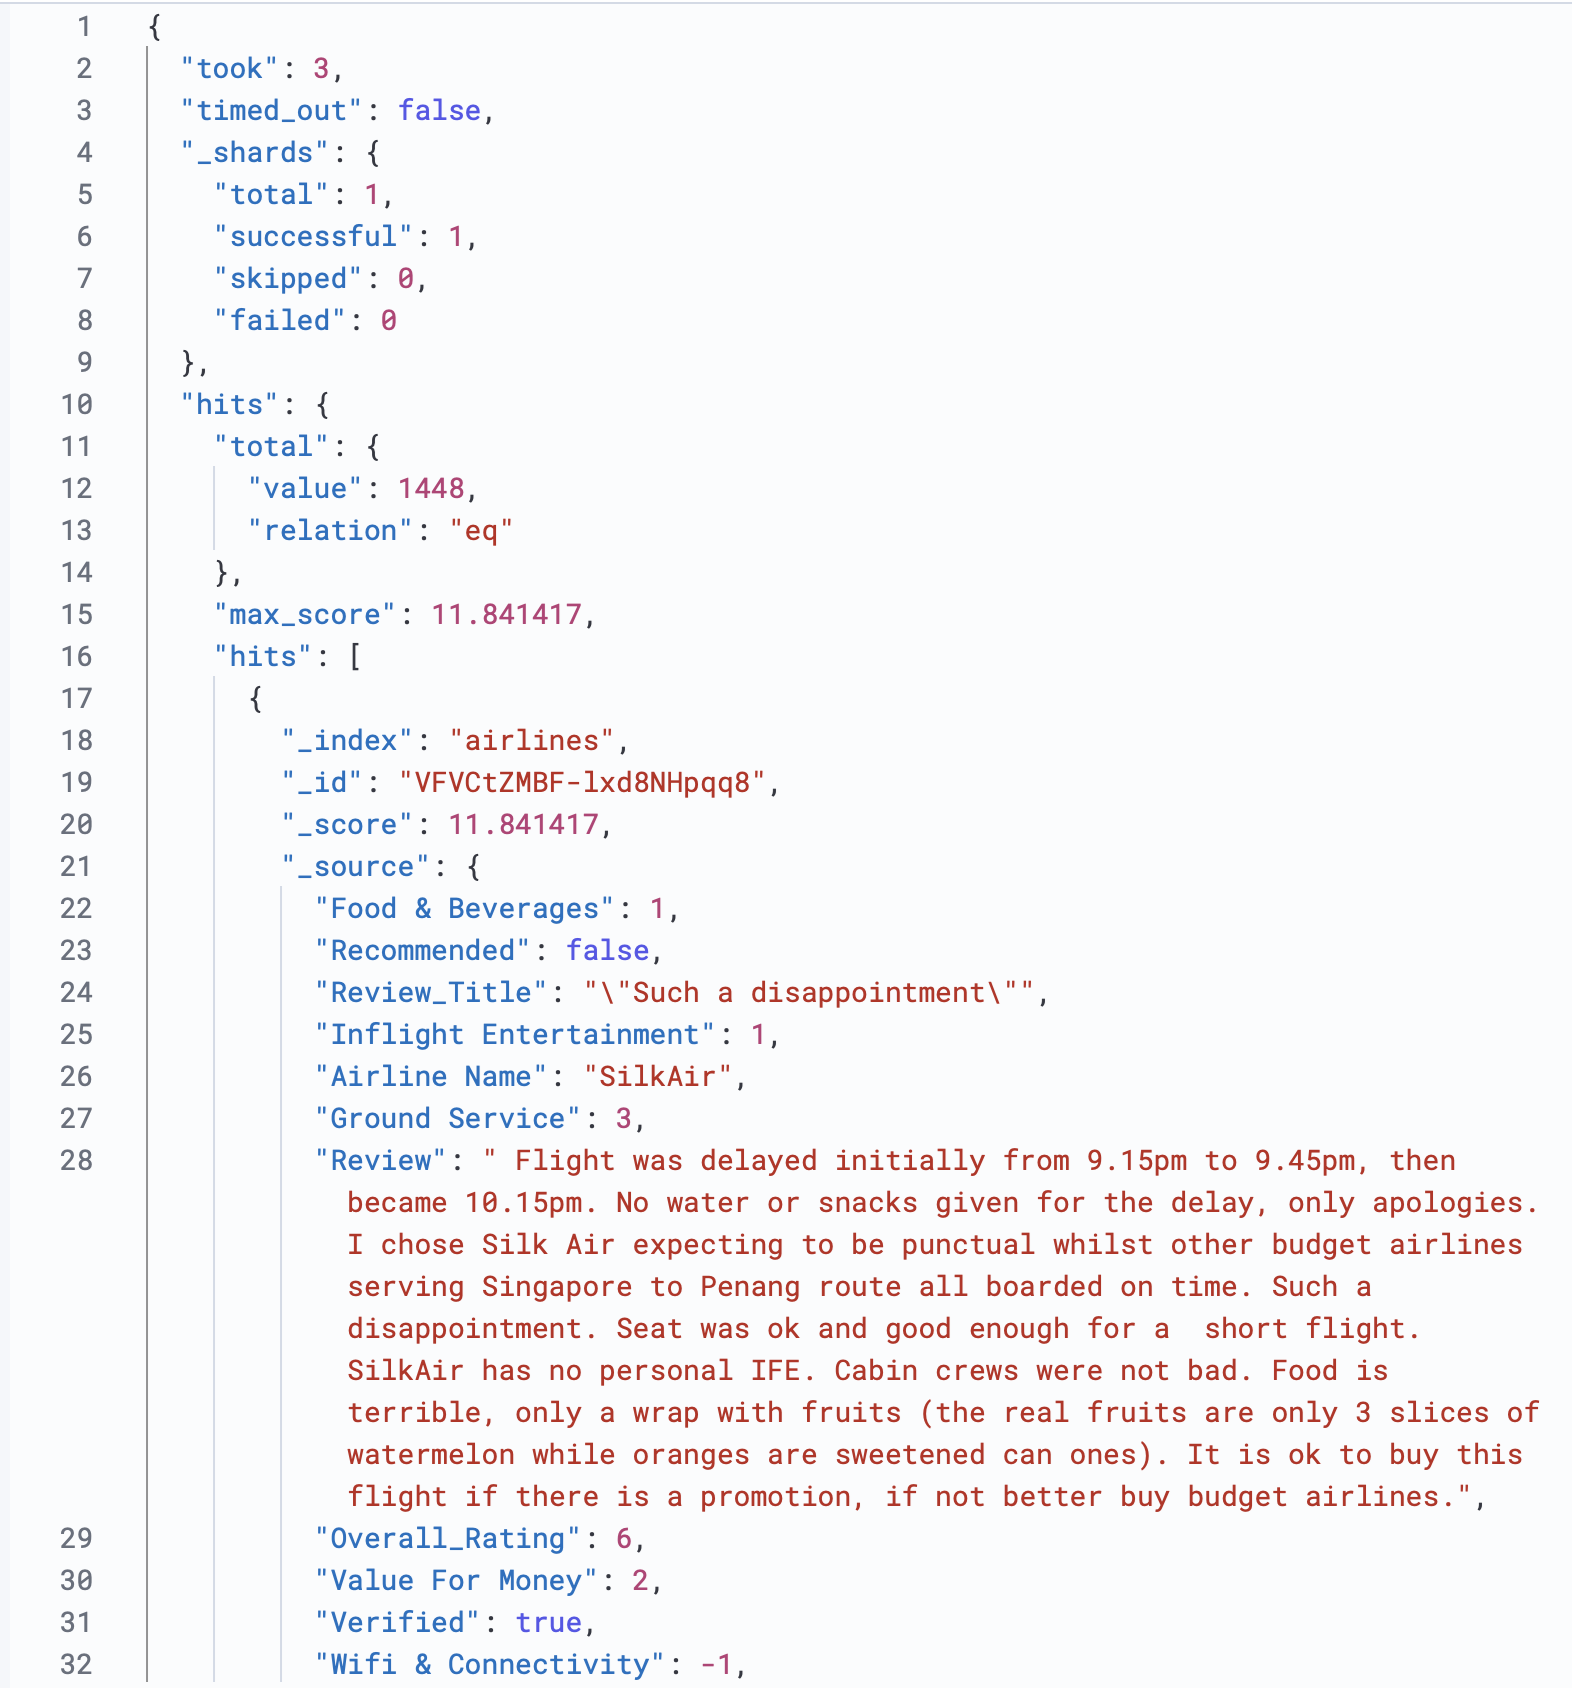 1 {
2 "took": 3,
3 "timed_out": false,
4 "_shards": {
5 "total": 1,
6 "successful": 1,
7 "skipped": 0,
8 "failed": 0
9 },
10 "hits": {
11 "total": {
12 "value": 1448,
13 "relation": "eq"
14 },
15 "max_score": 11.841417,
16 "hits": [
17 {
18 "_index": "airlines",
19 "_id": "VFVCtZMBF-lxd8NHpqq8",
20 "_score": 11.841417,
21 "_source": {
22 "Food & Beverages": 1,
23 "Recommended": false,
24 "Review_Title": "\"Such a disappointment\"",
25 "Inflight Entertainment": 1,
26 "Airline Name": "SilkAir",
27 "Ground Service": 3,
28 "Review": " Flight was delayed initially from 9.15pm to 9.45pm, then
became 10.15pm. No water or snacks given for the delay, only apologies.
I chose Silk Air expecting to be punctual whilst other budget airlines
serving Singapore to Penang route all boarded on time. Such a
disappointment. Seat was ok and good enough for a  short flight.
SilkAir has no personal IFE. Cabin crews were not bad. Food is
terrible, only a wrap with fruits (the real fruits are only 3 slices of
watermelon while oranges are sweetened can ones). It is ok to buy this
flight if there is a promotion, if not better buy budget airlines.",
29 "Overall_Rating": 6,
30 "Value For Money": 2,
31 "Verified": true,
32 "Wifi & Connectivity": -1,